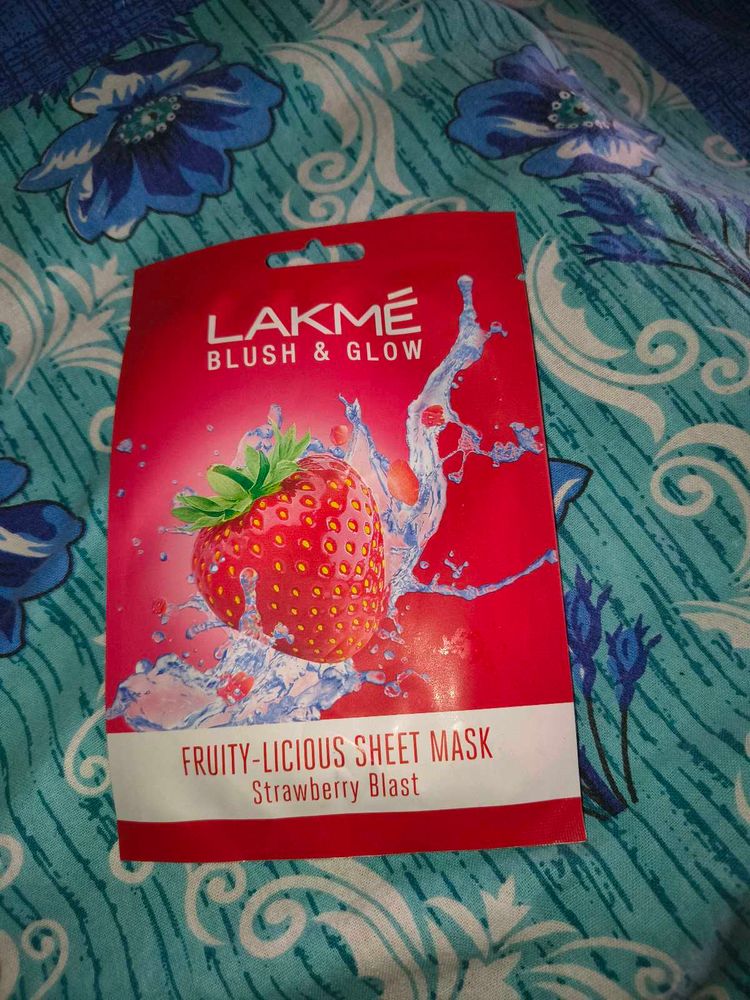 LAKMÉ
BLUSH & GLOW
FRUITY-LICIOUS SHEET MASK
Strawberry Blast